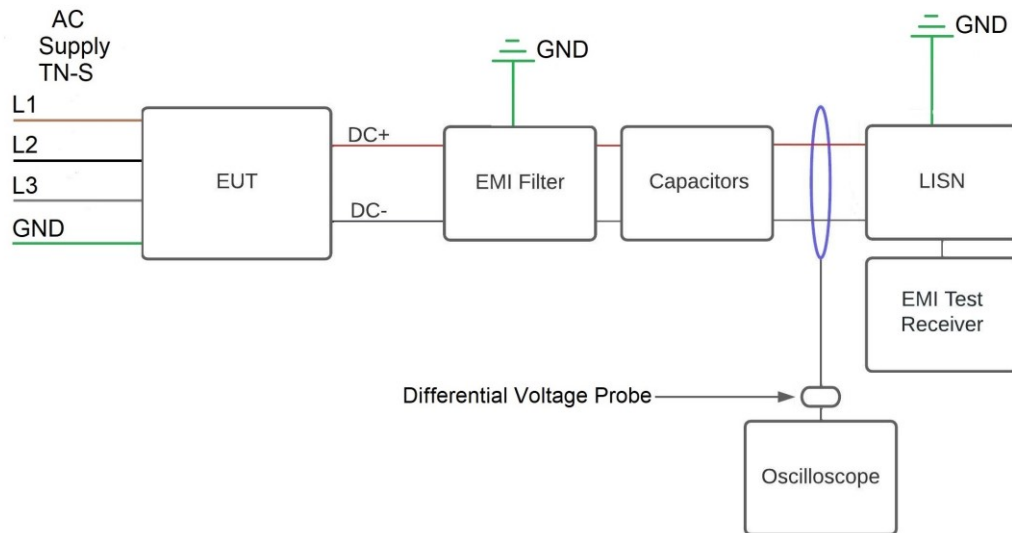 AC
Supply
TN-S
L1
L2
L3
GND
EUT
DC+
DC-
GND
EMI Filter
Capacitors
GND
LISN
EMI Test
Receiver
Differential Voltage Probe
Oscilloscope